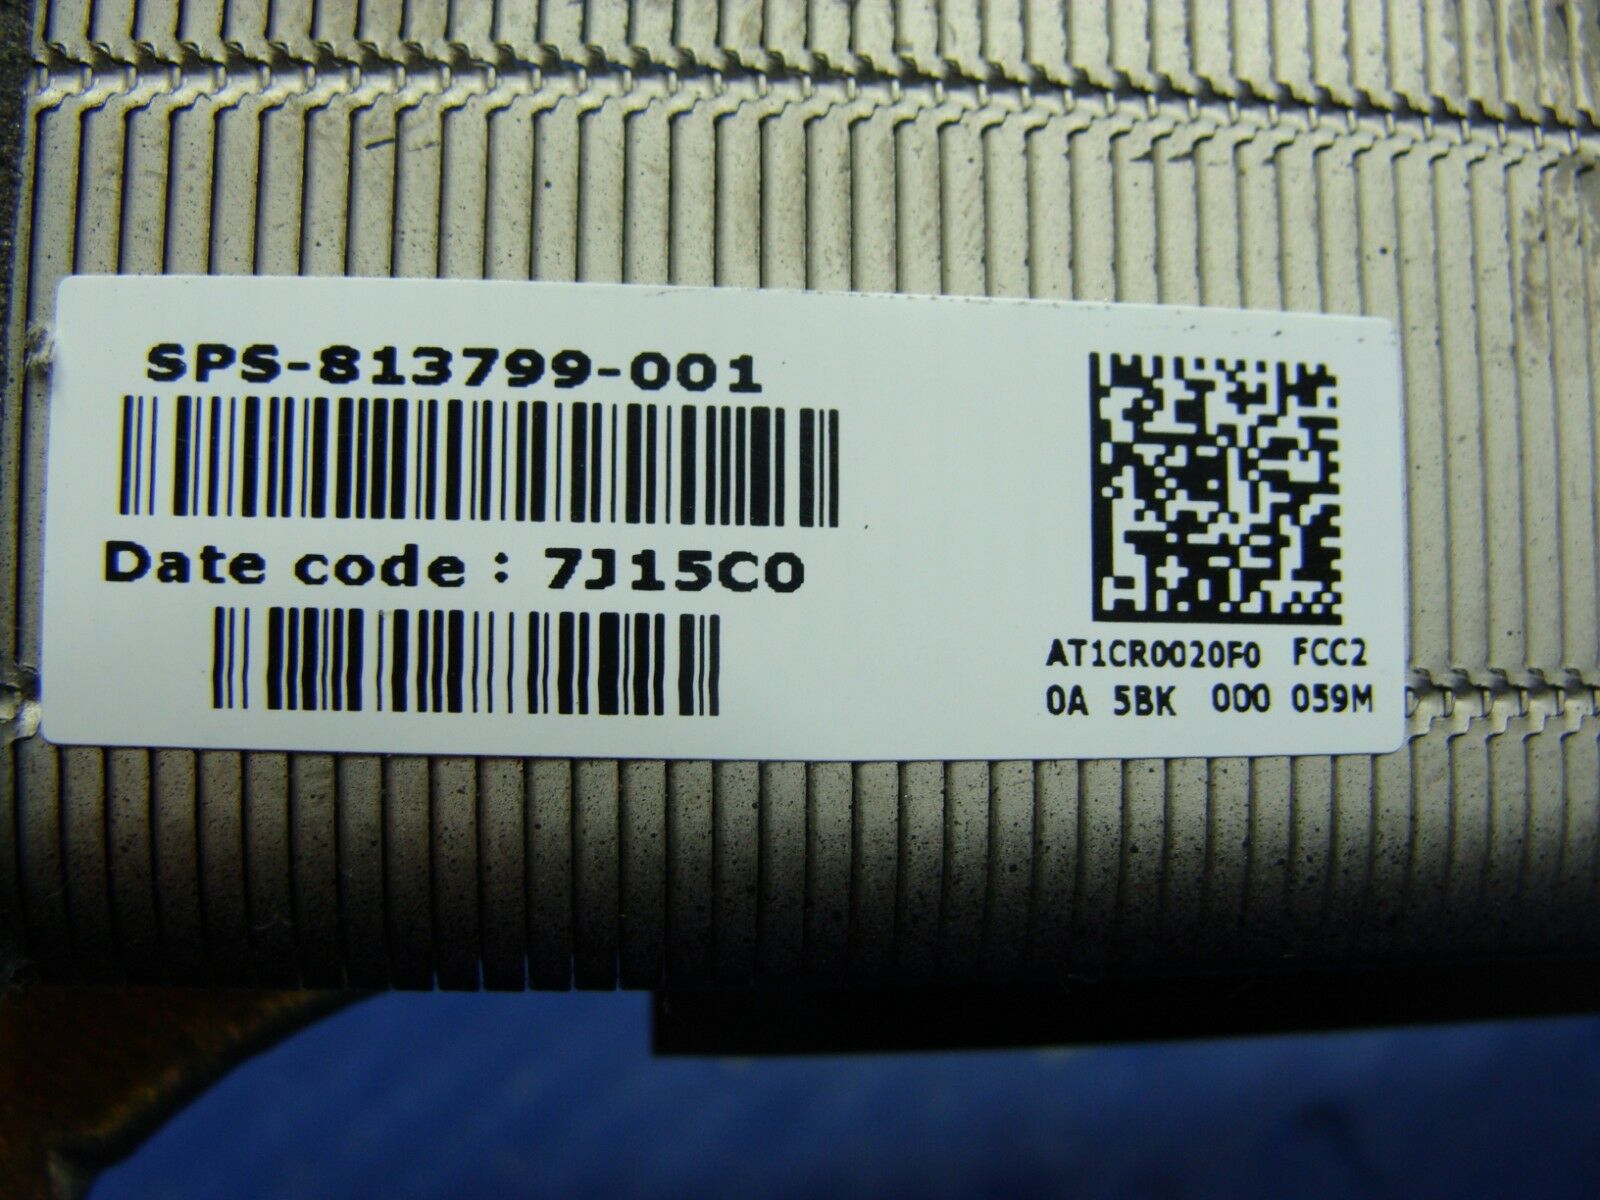 SPS-813799-001
Date code : 7J15C0
AT1CR0020F0 FCC2
0A 5BK 000 059M